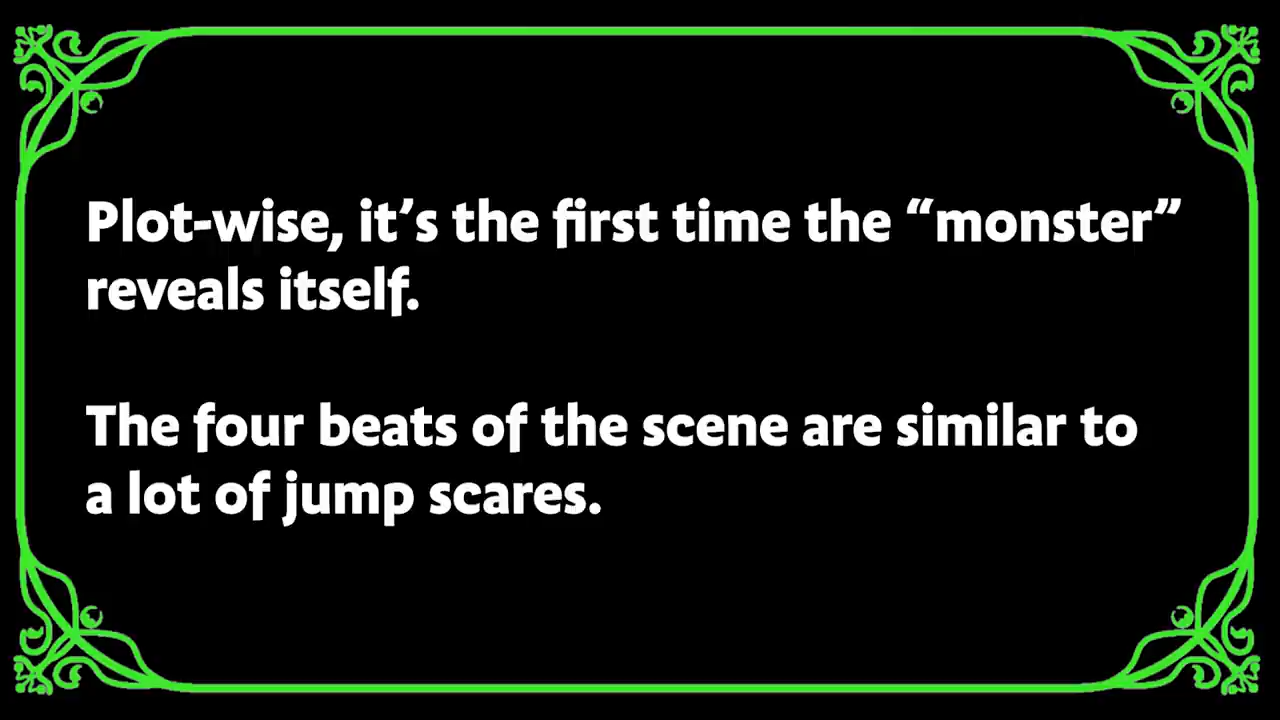 Plot-wise, it’s the first time the “monster”
reveals itself.
The four beats of the scene are similar to
a lot of jump scares.